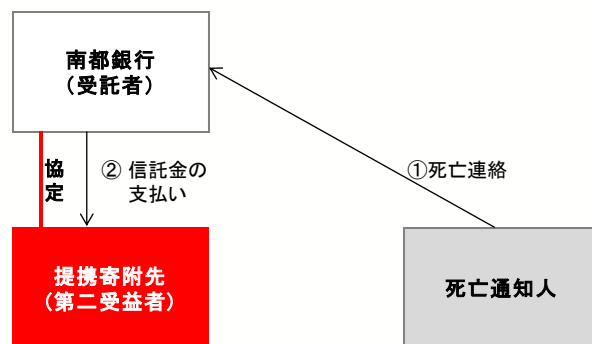 南都銀行
（受託者）
協
定
② 信託金の
支払い
①死亡連絡
提携寄附先
（第二受益者）
死亡通知人